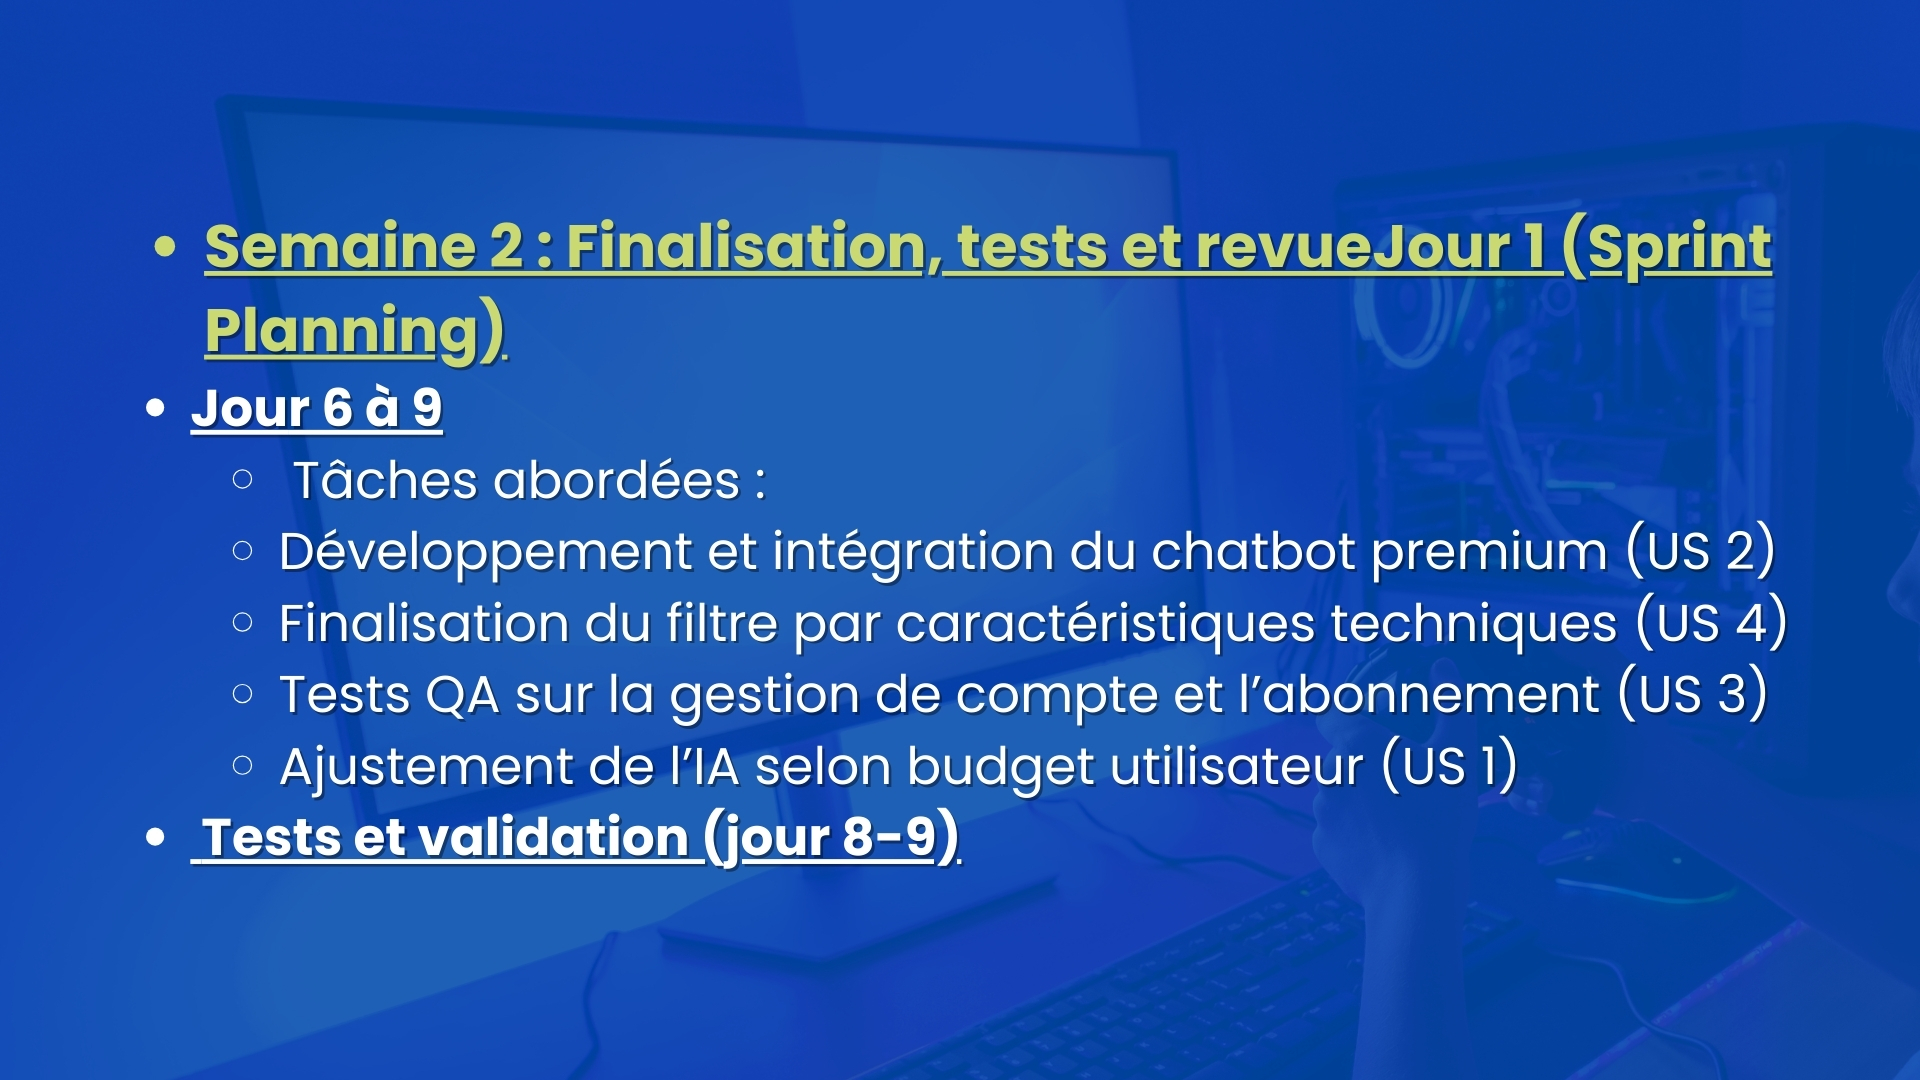 Semaine 2 : Finalisation, tests et revueJour 1 (Sprint
Planning)
Jour 6 à 9
Tâches abordées :
Développement et intégration du chatbot premium (US 2)
Finalisation du filtre par caractéristiques techniques (US 4)
Tests QA sur la gestion de compte et l’abonnement (US 3)
Ajustement de l’IA selon budget utilisateur (US 1)
Tests et validation (jour 8-9)